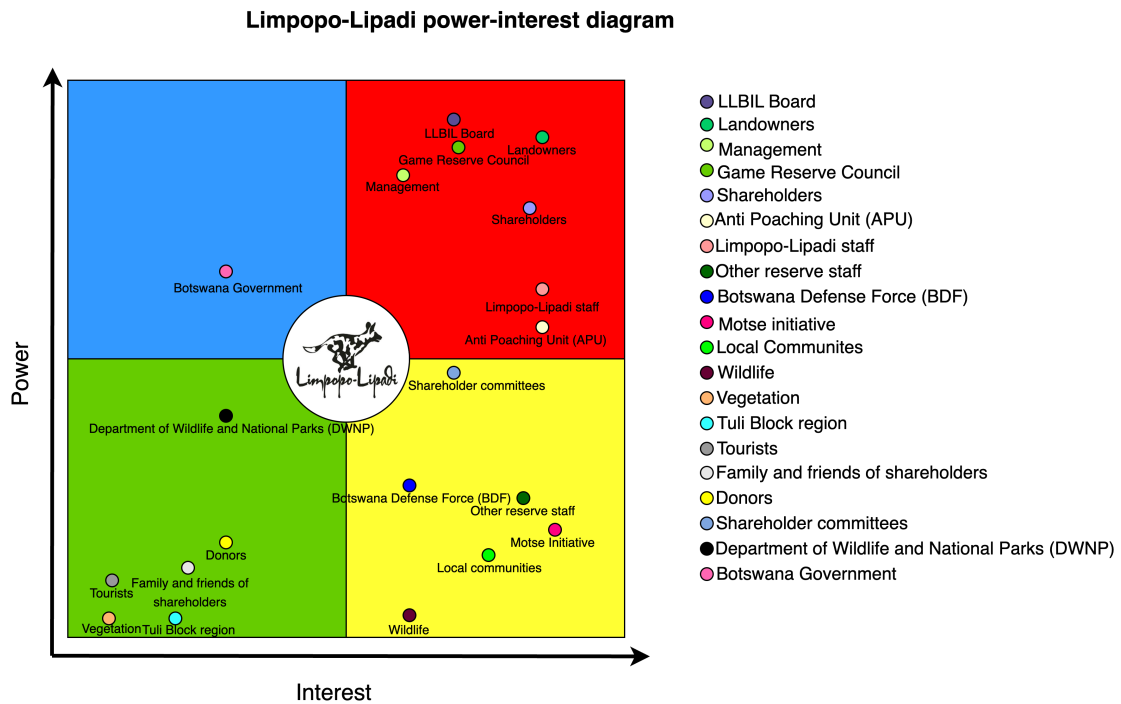 Limpopo-Lipadi power-interest diagram
Power
LLBIL Board
Landowners
Game Reserve Council
Management
Shareholders
Botswana Government
Limpopo-Lipadi staff
Anti Poaching Unit (APU)
Limpopo-Lipadi
Shareholder committees
Department of Wildlife and National Parks (DWNP)
Botswana Defense Force (BDF)
Other reserve staff
Motse Initiative
Donors
Local communities
Family and friends of
shareholders
Tourists
Vegetation
Tuli Block region
Wildlife
Interest
LLBIL Board
Landowners
Management
Game Reserve Council
Shareholders
Anti Poaching Unit (APU)
Limpopo-Lipadi staff
Other reserve staff
Botswana Defense Force (BDF)
Motse initiative
Local Communites
Wildlife
Vegetation
Tuli Block region
Tourists
Family and friends of shareholders
Donors
Shareholder committees
Department of Wildlife and National Parks (DWNP)
Botswana Government